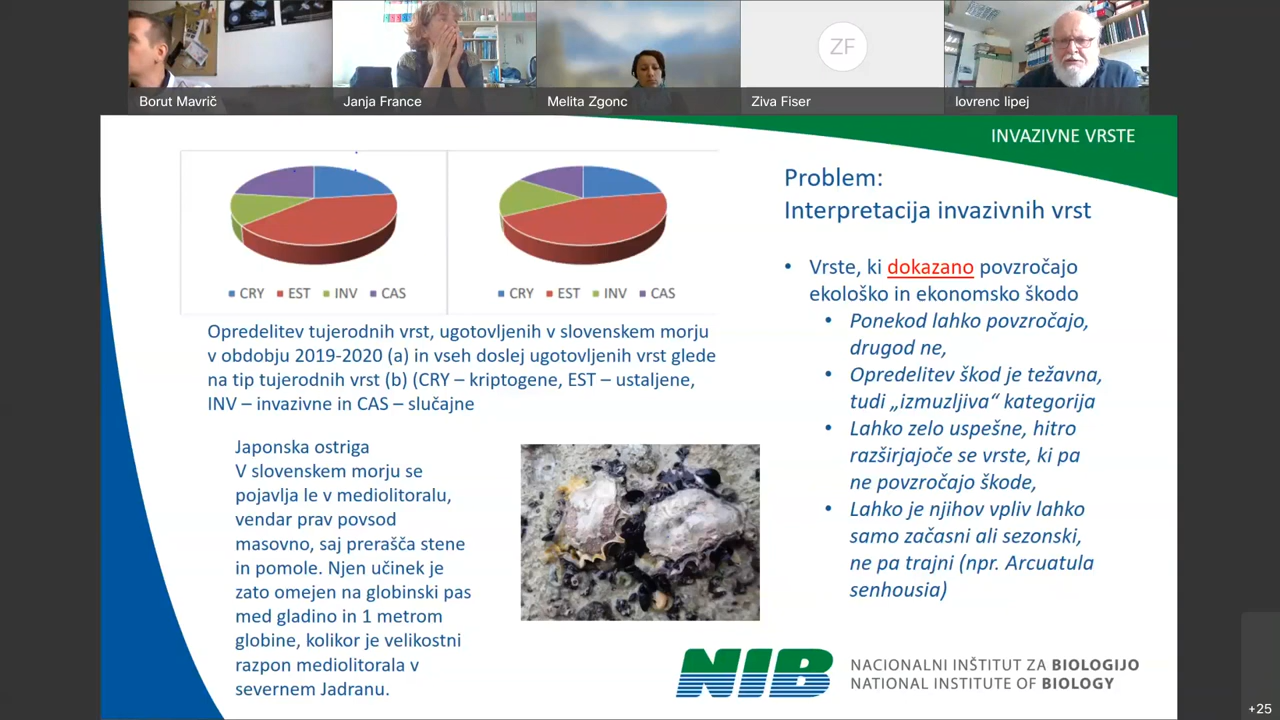 Borut Mavrič
Janja France
Melita Zgonc
ZF
Ziva Fiser
lovrenc lipej
INVAZIVNE VRSTE
CRY EST INV CAS
CRY EST INV CAS
Opredelitev tujerodnih vrst, ugotovljenih v slovenskem morju
v obdobju 2019-2020 (a) in vseh doslej ugotovljenih vrst glede
na tip tujerodnih vrst (b) (CRY – kriptogene, EST – ustaljene,
INV – invazivne in CAS – slučajne
Japonska ostriga
V slovenskem morju se
pojavlja le v mediolitoralu,
vendar prav povsod
masovno, saj prerašča stene
in pomole. Njen učinek je
zato omejen na globinski pas
med gladino in 1 metrom
globine, kolikor je velikostni
razpon mediolitorala v
severnem Jadranu.
Problem:
Interpretacija invazivnih vrst
• Vrste, ki dokazano povzročajo
ekološko in ekonomsko škodo
• Ponekod lahko povzročajo,
drugod ne,
• Opredelitev škod je težavna,
tudi „izmuzljiva“ kategorija
• Lahko zelo uspešne, hitro
razširjajoče se vrste, ki pa
ne povzročajo škode,
• Lahko je njihov vpliv lahko
samo začasni ali sezonski,
ne pa trajni (npr. Arcuatula
senhousia)
NIB
NACIONALNI INŠTITUT ZA BIOLOGIJO
NATIONAL INSTITUTE OF BIOLOGY
+25